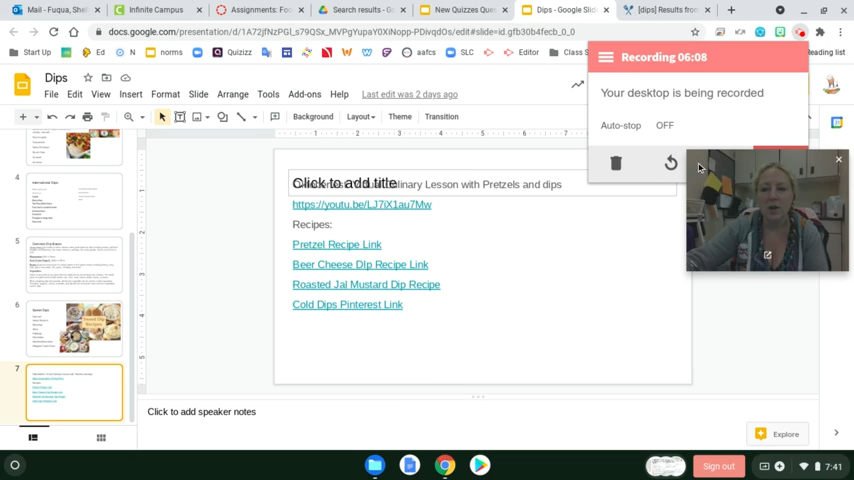 Mail - Fuqua, Shell
Infinite Campus
Assignments: Foo
Search results - Go
New Quizzes Ques
Dips - Google Slide
[dips] Results from
docs.google.com/presentation/d/1A72jfNzPGl_s79QSx_MVPgYupaY0XiNopp-PDivqdOs/edit#slide=id.gfb30b4fecb_0_0
Start Up
Ed
N
norms
Quizizz
aafcs
SLC
Editor
Class S
Reading list
Recording 06:08
Your desktop is being recorded
Auto-stop OFF
Dips
File Edit View Insert Format Slide Arrange Tools Add-ons Help Last edit was 2 days ago
Background Layout Theme Transition
Click to add title
Culinary Lesson with Pretzels and dips
https://youtu.be/LJ7iX1au7Mw
Recipes:
Pretzel Recipe Link
Beer Cheese DIp Recipe Link
Roasted Jal Mustard Dip Recipe
Cold Dips Pinterest Link
4
5
6
7
Click to add speaker notes
Explore
Sign out
7:41